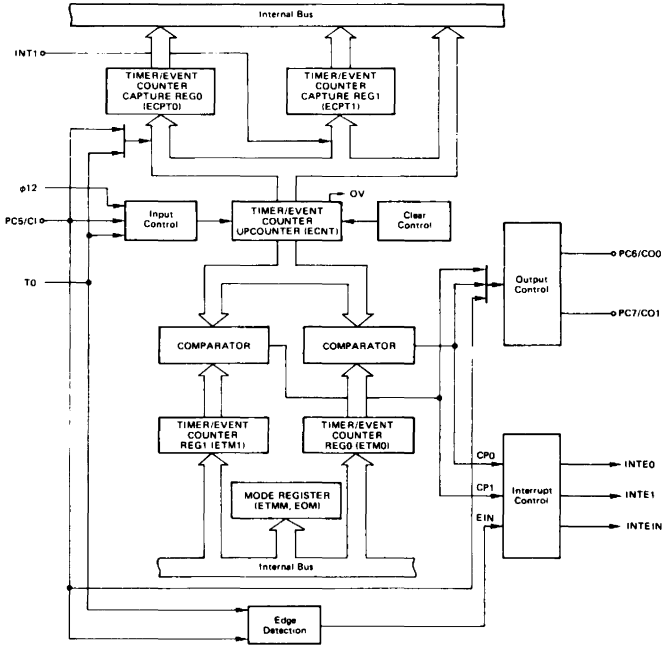 Internal Bus
INT1
TIMER/EVENT
COUNTER
CAPTURE REG0
(ECPT0)
TIMER/EVENT
COUNTER
CAPTURE REG1
(ECPT1)
φ12
PC5/CI
T0
Input
Control
OV
TIMER/EVENT
COUNTER
UPCOUNTER (ECNT)
Clear
Control
Output
Control
PC6/CO0
PC7/CO1
COMPARATOR
COMPARATOR
TIMER/EVENT
COUNTER
REG1 (ETM1)
TIMER/EVENT
COUNTER
REG0 (ETM0)
MODE REGISTER
(ETMM, EOM)
CP0
CP1
EIN
Interrupt
Control
INTE0
INTE1
INTEIN
Internal Bus
Edge
Detection